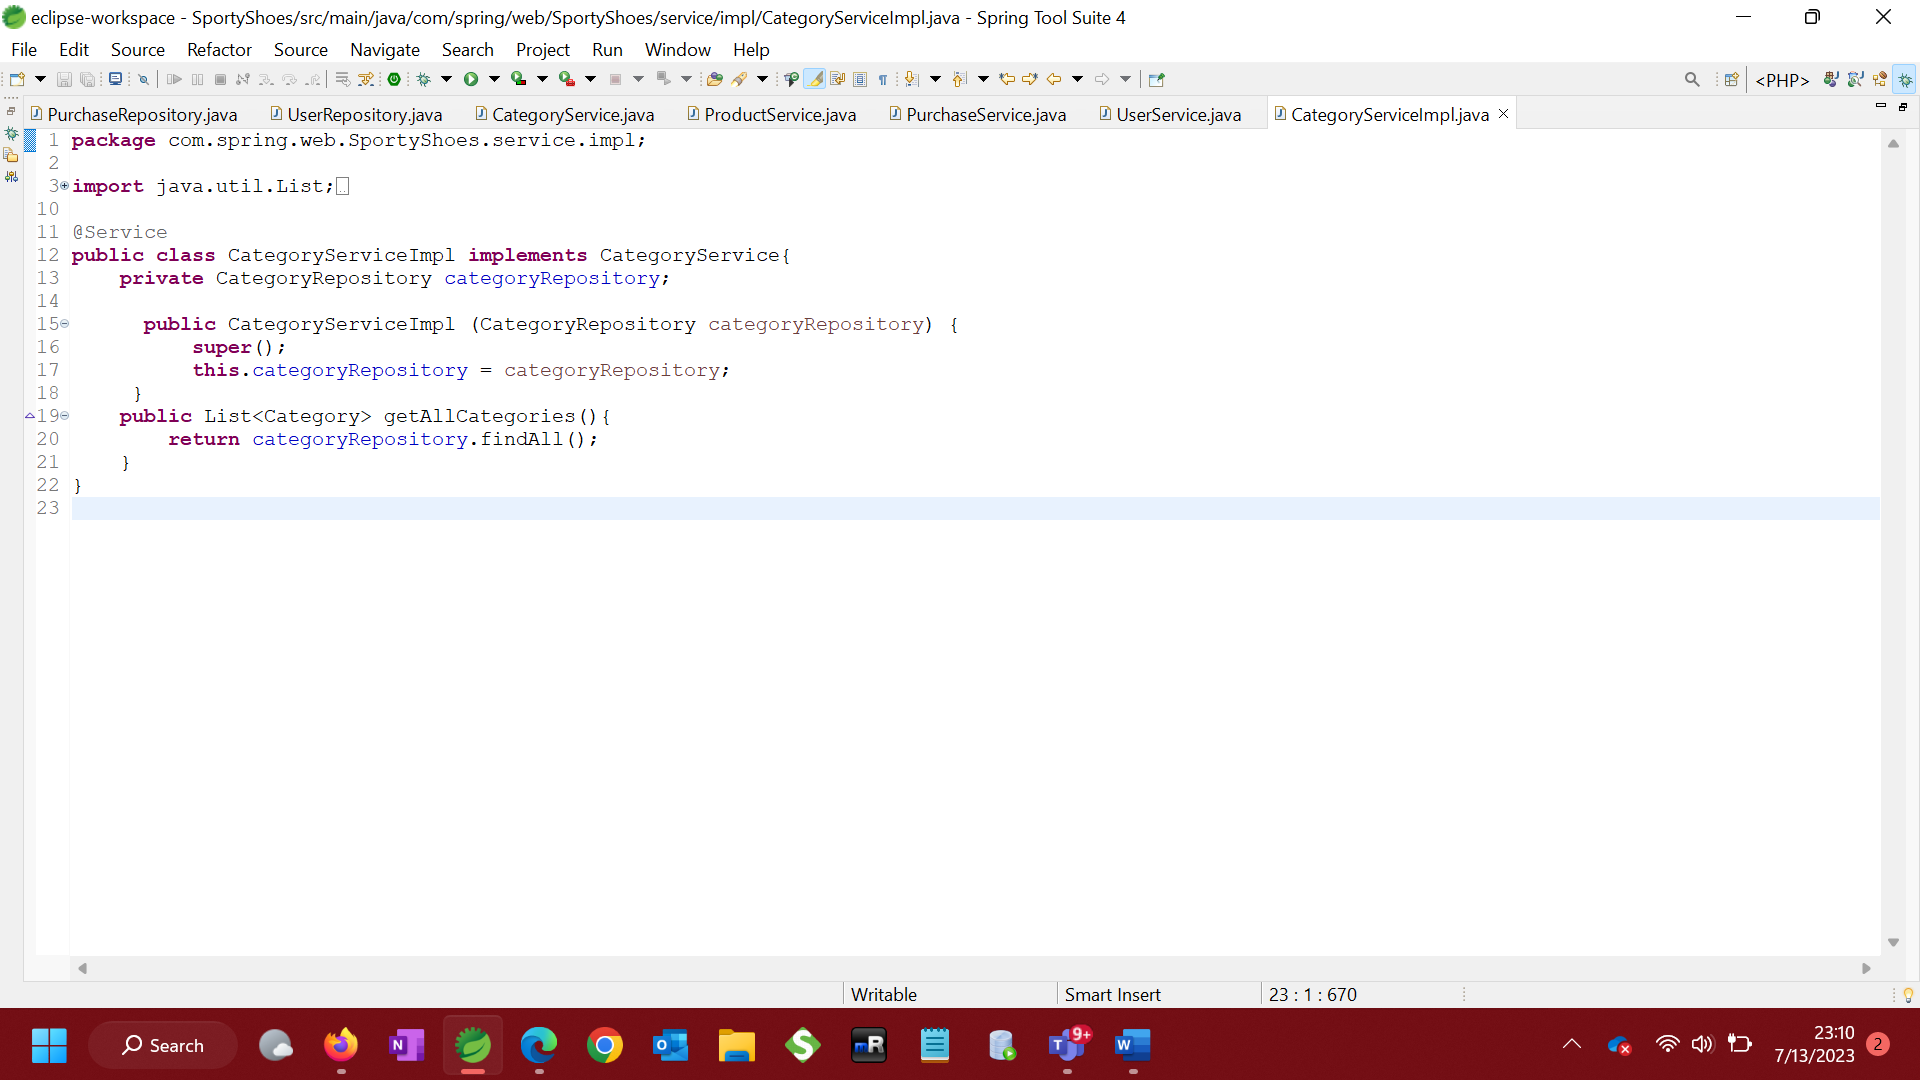 eclipse-workspace - SportyShoes/src/main/java/com/spring/web/SportyShoes/service/impl/CategoryServiceImpl.java - Spring Tool Suite 4
File Edit Source Refactor Source Navigate Search Project Run Window Help
<PHP>
PurchaseRepository.java UserRepository.java CategoryService.java ProductService.java PurchaseService.java UserService.java CategoryServiceImpl.java
1 package com.spring.web.SportyShoes.service.impl;
2
3 import java.util.List;
10
11 @Service
12 public class CategoryServiceImpl implements CategoryService{
13 private CategoryRepository categoryRepository;
14
15 public CategoryServiceImpl (CategoryRepository categoryRepository) {
16 super();
17 this.categoryRepository = categoryRepository;
18 }
19 public List<Category> getAllCategories(){
20 return categoryRepository.findAll();
21 }
22 }
23
Writable Smart Insert 23 : 1 : 670
Search
N
O
S
mR
T 9+
W
23:10
7/13/2023
2